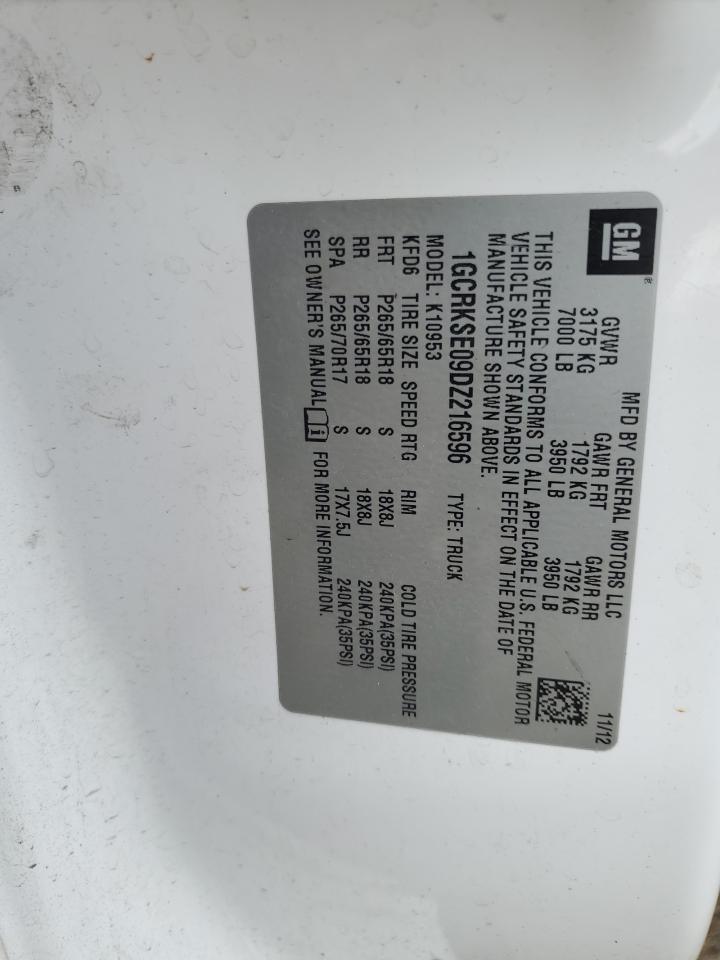 GM®
MFD BY GENERAL MOTORS LLC 11/12
GVWR GAWR FRT GAWR RR
3175 KG 1792 KG 1792 KG
7000 LB 3950 LB 3950 LB
THIS VEHICLE CONFORMS TO ALL APPLICABLE U.S. FEDERAL MOTOR
VEHICLE SAFETY STANDARDS IN EFFECT ON THE DATE OF
MANUFACTURE SHOWN ABOVE.
1GCRKSE09DZ216596 TYPE: TRUCK
MODEL: K10953
KFD6 TIRE SIZE SPEED RTG RIM COLD TIRE PRESSURE
FRT P265/65R18 S 18X8J 240KPA(35PSI)
RR P265/65R18 S 18X8J 240KPA(35PSI)
SPA P265/70R17 S 17X7.5J 240KPA(35PSI)
SEE OWNER'S MANUAL i FOR MORE INFORMATION.